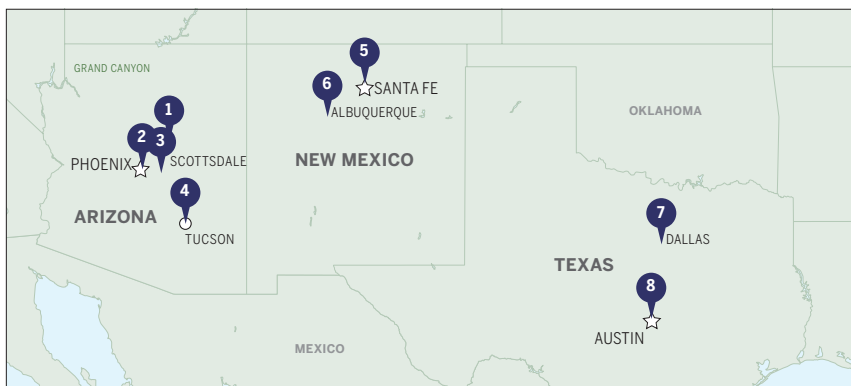 5
GRAND CANYON
6
SANTA FE
1
ALBUQUERQUE
OKLAHOMA
2
3
PHOENIX
SCOTTSDALE
NEW MEXICO
4
ARIZONA
7
TUCSON
DALLAS
TEXAS
8
AUSTIN
MEXICO